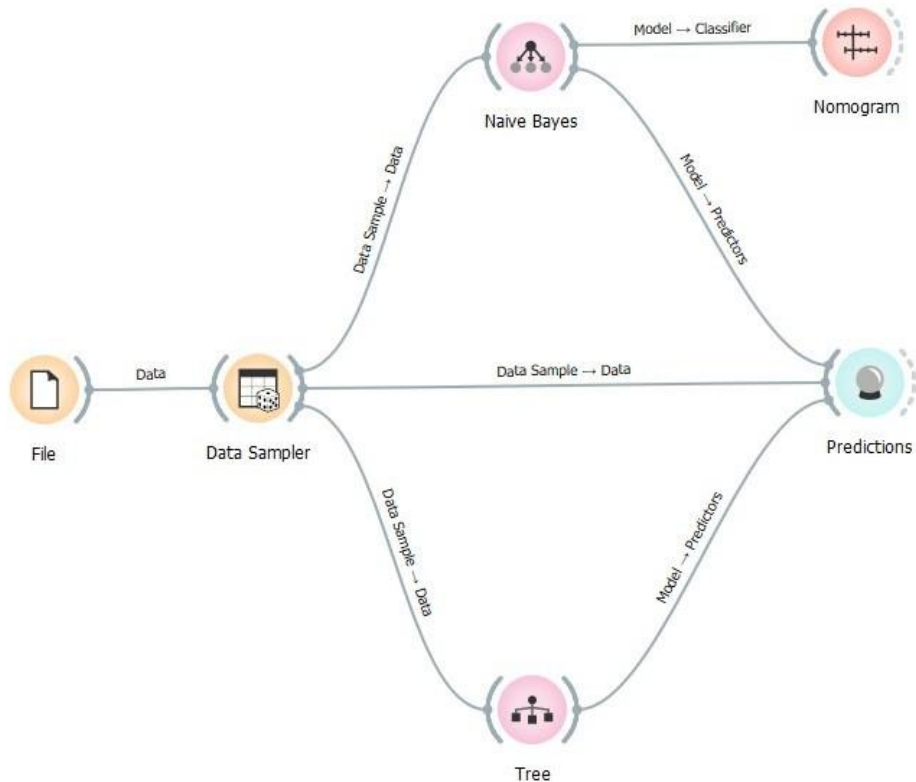 Model → Classifier
Naive Bayes
Nomogram
Data Sample → Data
Model → Predictors
Data
Data Sample → Data
File
Data Sampler
Predictions
Data Sample → Data
Model → Predictors
Tree